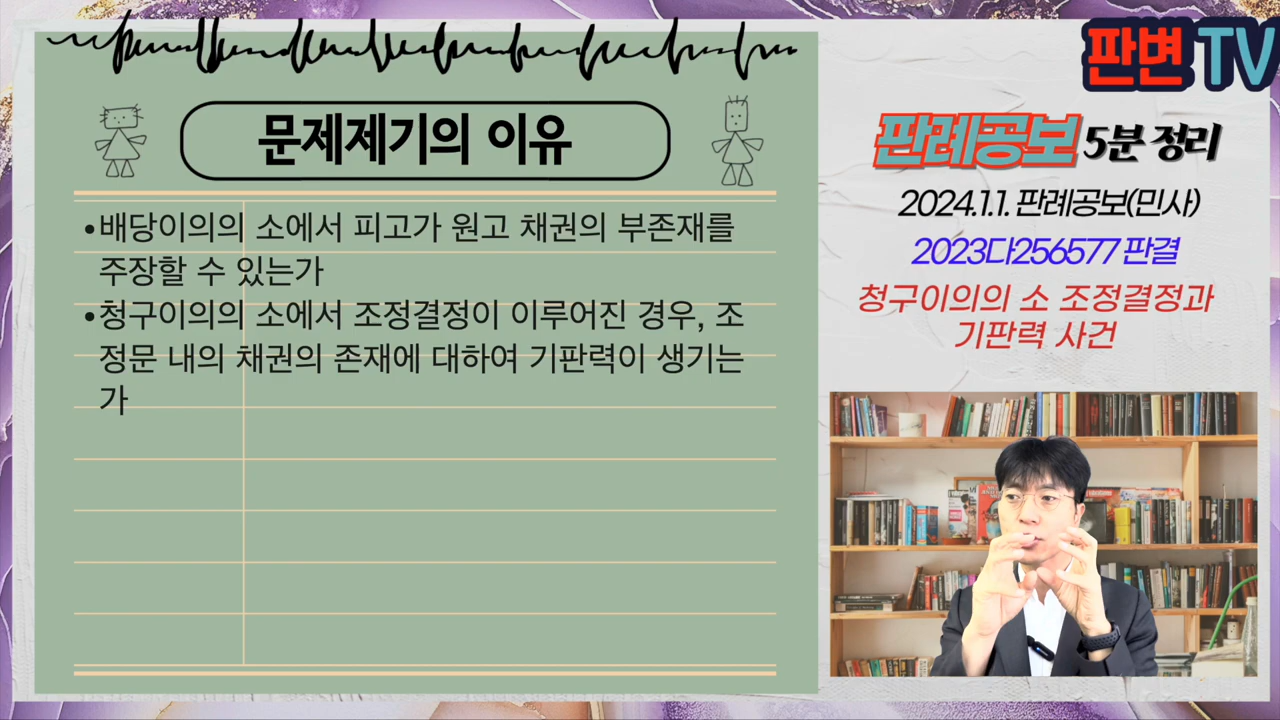 문제제기의 이유
•배당이의의 소에서 피고가 원고 채권의 부존재를
주장할 수 있는가
•청구이의의 소에서 조정결정이 이루어진 경우, 조
정문 내의 채권의 존재에 대하여 기판력이 생기는
가
판변 TV
판례공보 5분 정리
2024.1.1. 판례공보(민사)
2023다256577 판결
청구이의의 소 조정결정과
기판력 사건